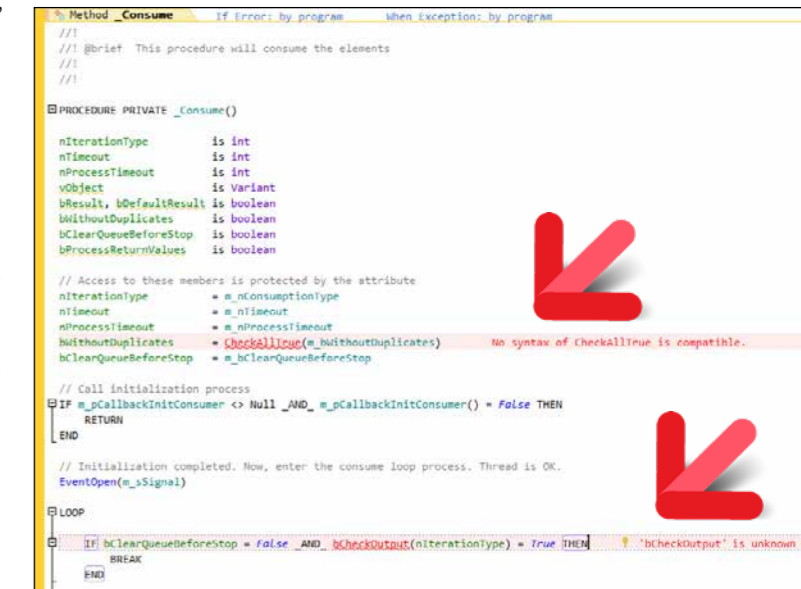 ,
Method _Consume If Error: by program When Exception: by program
//!
//! @brief This procedure will consume the elements
//!
//!
PROCEDURE PRIVATE _Consume()
nIterationType is int
nTimeout is int
nProcessTimeout is int
vObject is Variant
bResult, bDefaultResult is boolean
bWithoutDuplicates is boolean
bClearQueueBeforeStop is boolean
bProcessReturnValues is boolean
// Access to these members is protected by the attribute
nIterationType = m_nConsumptionType
nTimeout = m_nTimeout
nProcessTimeout = m_nProcessTimeout
bWithoutDuplicates = CheckAllTrue(m_bWithoutDuplicates) No syntax of CheckAllTrue is compatible.
bClearQueueBeforeStop = m_bClearQueueBeforeStop
// Call initialization process
IF m_pCallbackInitConsumer <> Null _AND_ m_pCallbackInitConsumer() = False THEN
RETURN
END
// Initialization completed. Now, enter the consume loop process. Thread is OK.
EventOpen(m_sSignal)
LOOP
IF bClearQueueBeforeStop = False _AND_ bCheckOutput(nIterationType) = True THEN 'bCheckOutput' is unknown
BREAK
END